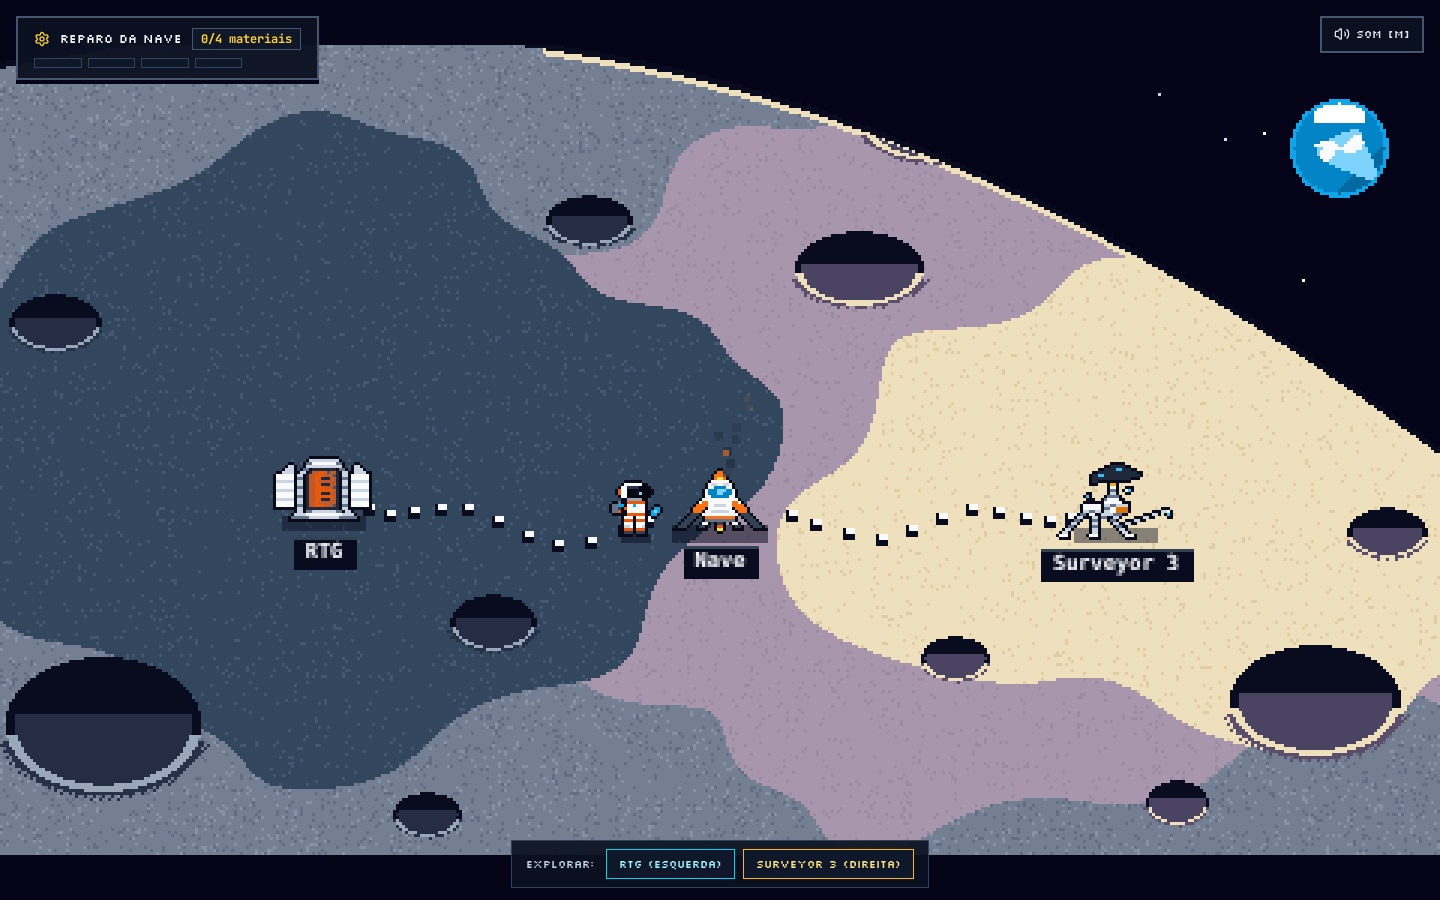 REPARO DA NAVE 0/4 materiais
SOM [M]
RTG
Nave
Surveyor 3
EXPLORAR: RTG (ESQUERDA) SURVEYOR 3 (DIREITA)